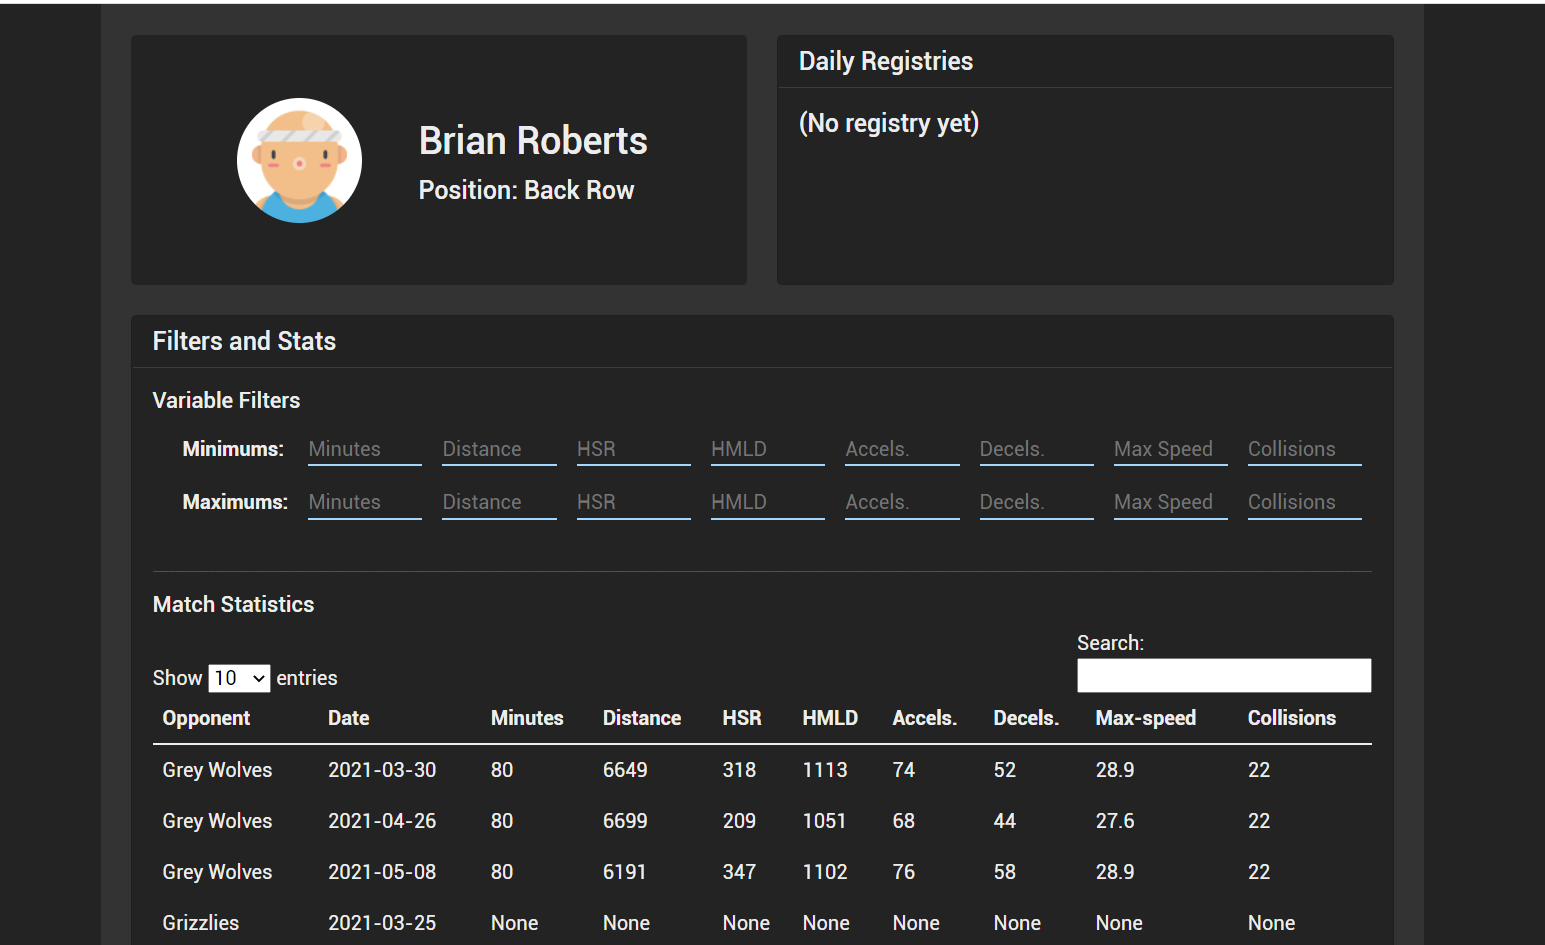 Brian Roberts
Position: Back Row
Daily Registries
(No registry yet)
Filters and Stats
Variable Filters
Minimums: Minutes Distance HSR HMLD Accels. Decels. Max Speed Collisions
Maximums: Minutes Distance HSR HMLD Accels. Decels. Max Speed Collisions
Match Statistics
Search:
Show 10 entries
Opponent Date Minutes Distance HSR HMLD Accels. Decels. Max-speed Collisions
Grey Wolves 2021-03-30 80 6649 318 1113 74 52 28.9 22
Grey Wolves 2021-04-26 80 6699 209 1051 68 44 27.6 22
Grey Wolves 2021-05-08 80 6191 347 1102 76 58 28.9 22
Grizzlies 2021-03-25 None None None None None None None None